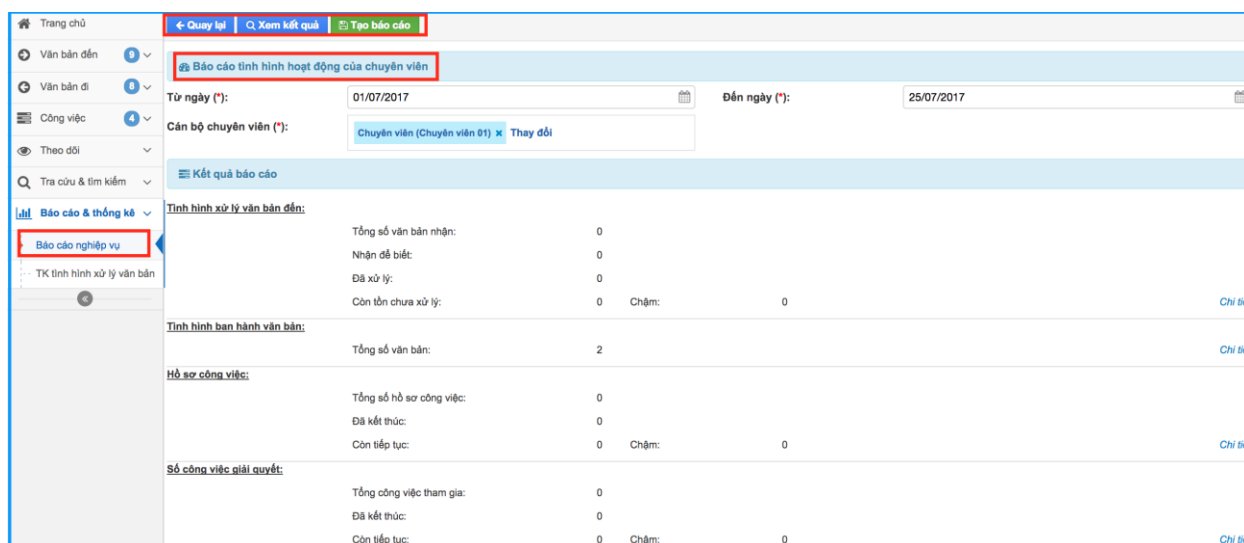 Trang chủ
Quay lại Xem kết quả Tạo báo cáo
Văn bản đến 9
Báo cáo tình hình hoạt động của chuyên viên
Văn bản đi 8
Từ ngày (*): 01/07/2017 Đến ngày (*): 25/07/2017
Công việc 4
Cán bộ chuyên viên (*): Chuyên viên (Chuyên viên 01) × Thay đổi
Theo dõi
Tra cứu & tìm kiếm
Kết quả báo cáo
Báo cáo & thống kê
Tình hình xử lý văn bản đến:
Báo cáo nghiệp vụ
Tổng số văn bản nhận: 0
Nhận để biết: 0
TK tình hình xử lý văn bản
Đã xử lý: 0
Còn tồn chưa xử lý: 0 Chậm: 0 Chi ti
Tình hình ban hành văn bản:
Tổng số văn bản: 2 Chi ti
Hồ sơ công việc:
Tổng số hồ sơ công việc: 0
Đã kết thúc: 0
Còn tiếp tục: 0 Chậm: 0 Chi ti
Số công việc giải quyết:
Tổng công việc tham gia: 0
Đã kết thúc: 0
Còn tiếp tục: 0 Chậm: 0 Chi ti